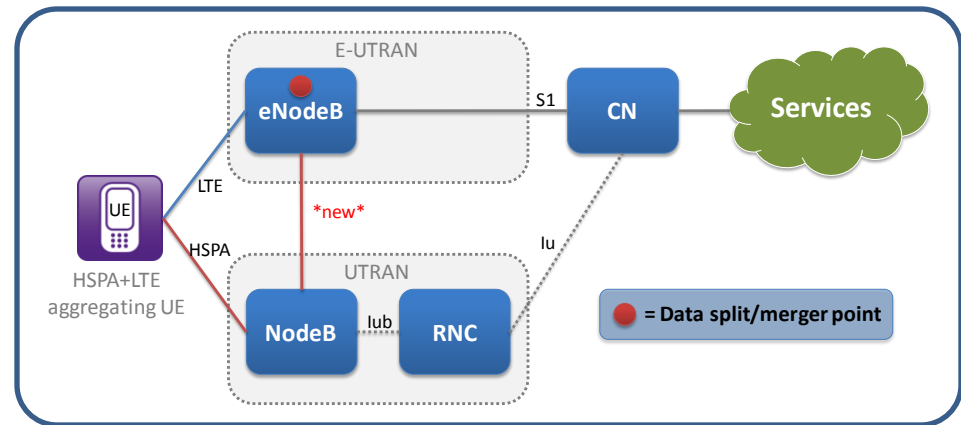 E-UTRAN
eNodeB
S1
CN
Services
UE
LTE
*new*
HSPA
HSPA+LTE
aggregating UE
UTRAN
NodeB
Iub
RNC
Iu
= Data split/merger point